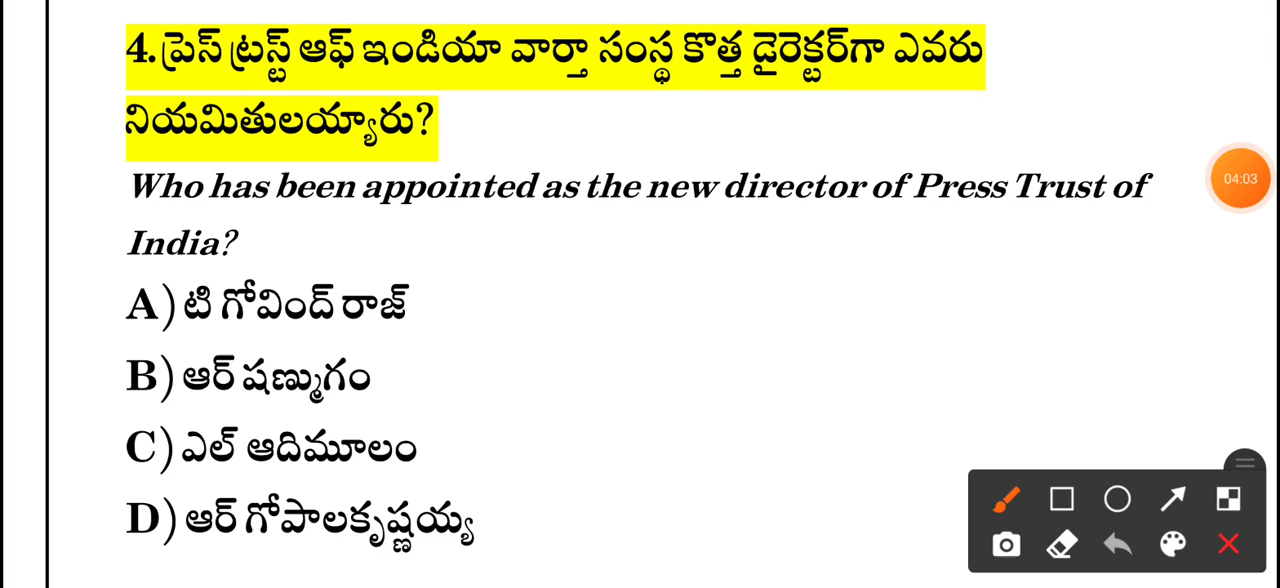 4.ప్రెస్ ట్రస్ట్ ఆఫ్ ఇండియా వార్తా సంస్థ కొత్త డైరెక్టర్‌గా ఎవరు
నియమితులయ్యారు?
Who has been appointed as the new director of Press Trust of
India?
04:03
A) టి గోవింద్ రాజ్
B) ఆర్ షణ్ముగం
C) ఎల్ ఆదిమూలం
D) ఆర్ గోపాలకృష్ణయ్య